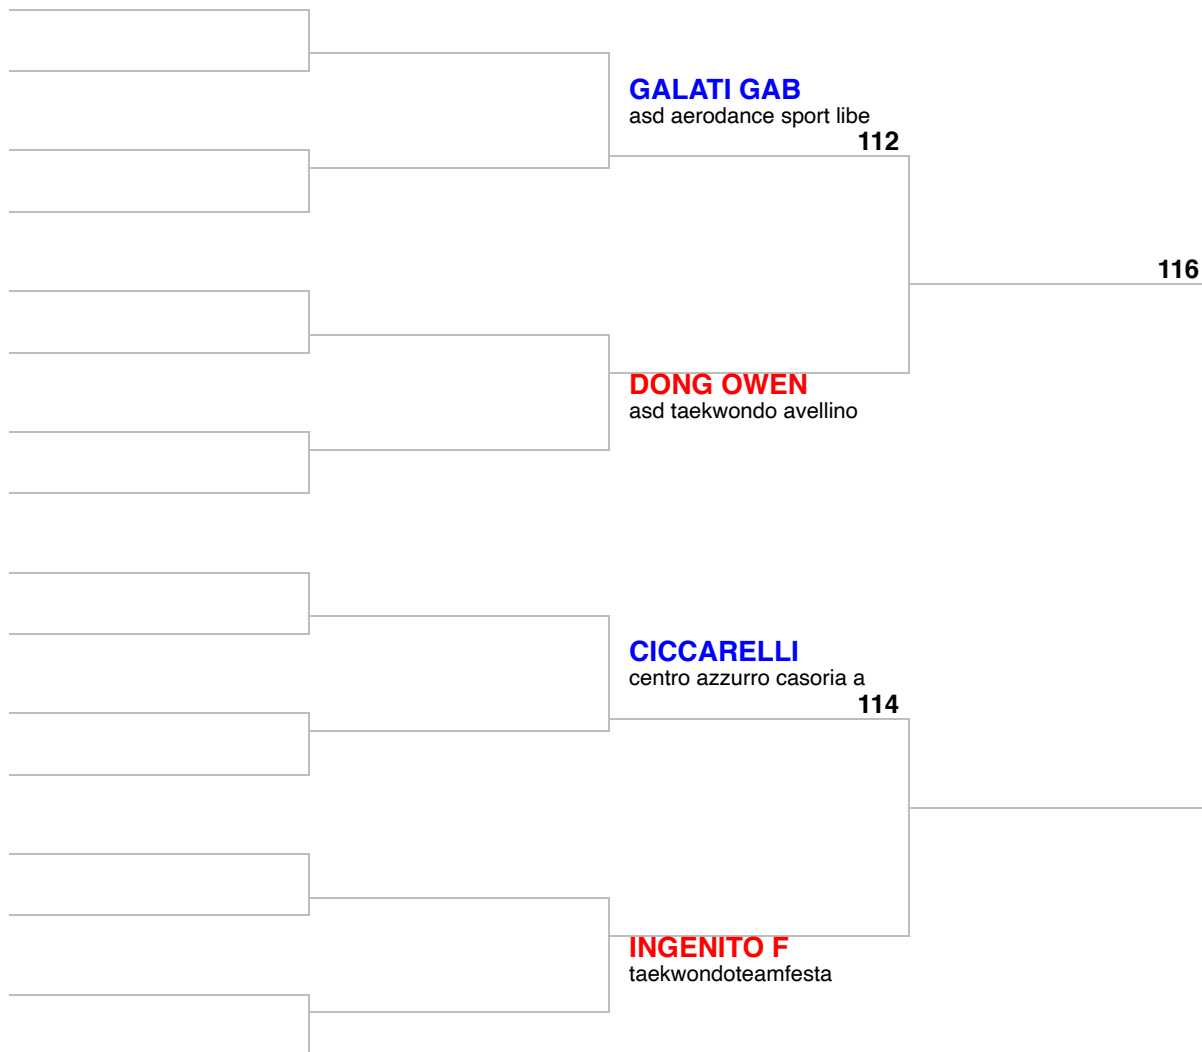 GALATI GAB
asd aerodance sport libe
112
116
DONG OWEN
asd taekwondo avellino
CICCARELLI
centro azzurro casoria a
114
INGENITO F
taekwondoteamfesta